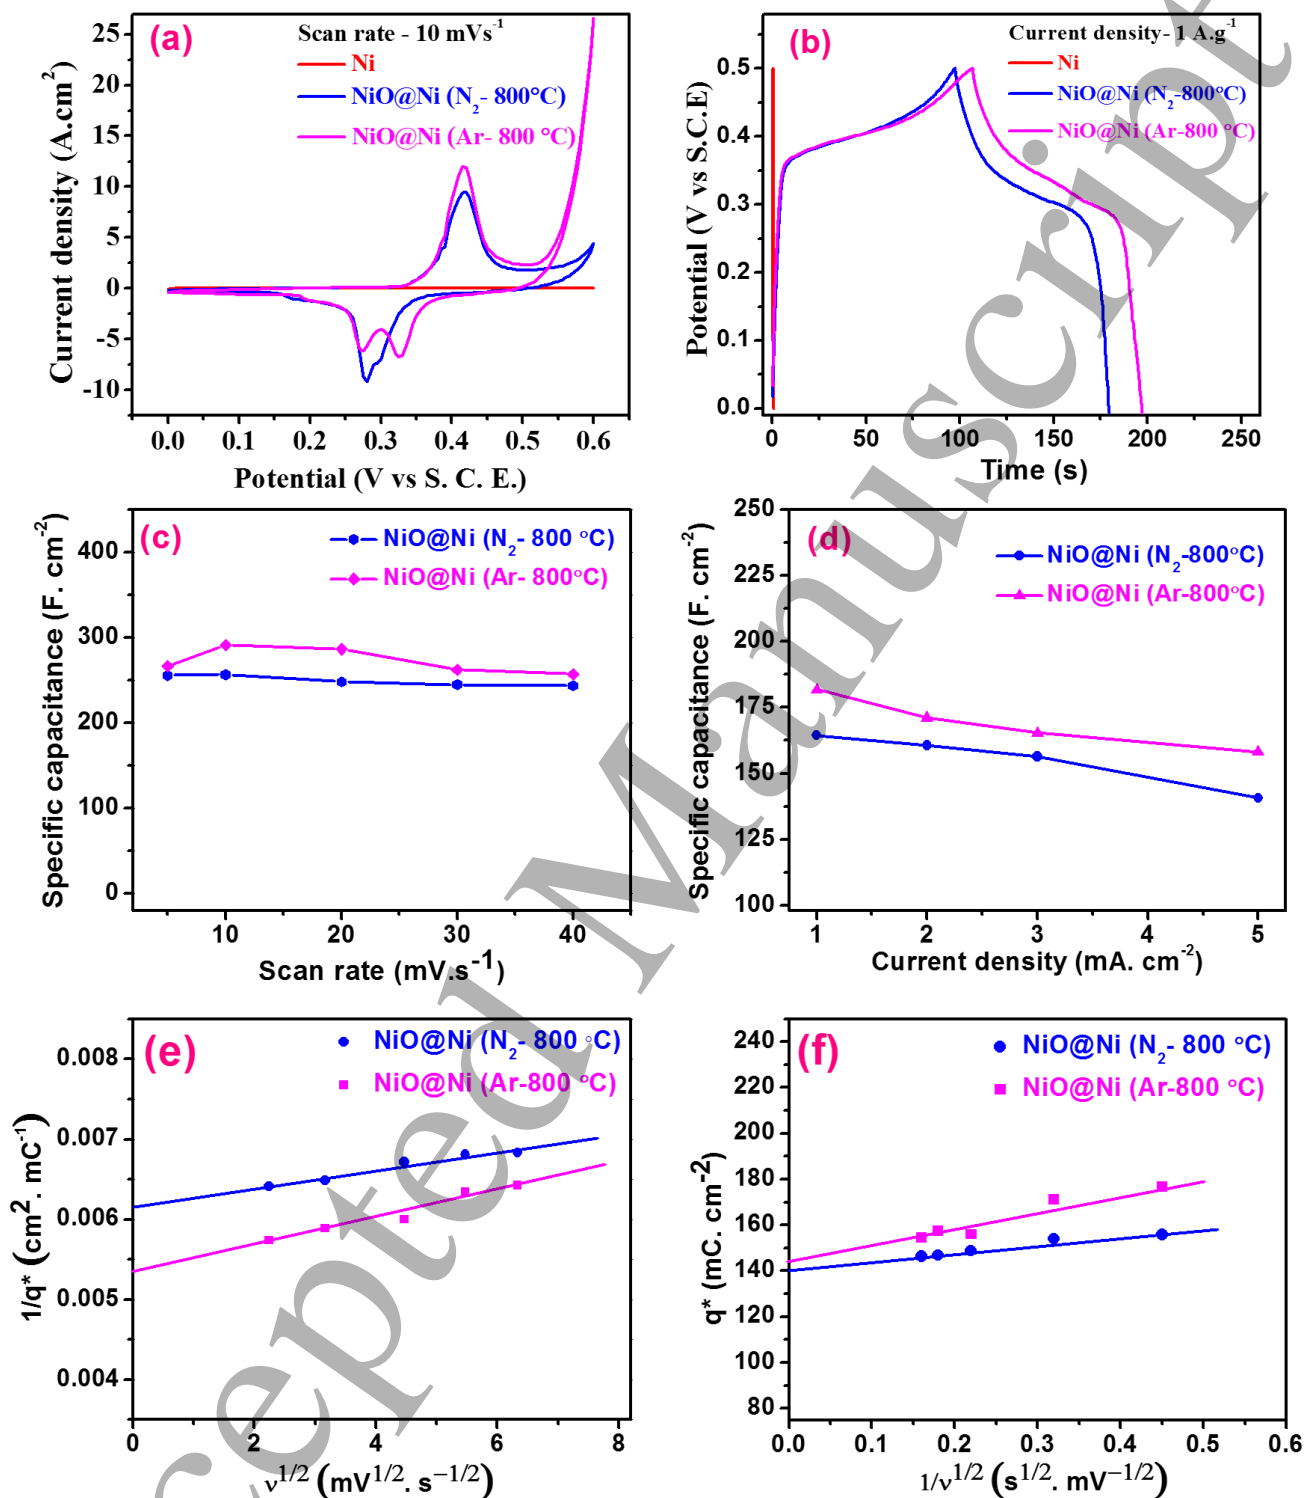 (a)
Scan rate - 10 mVs-1
Ni
NiO@Ni (N2- 800°C)
NiO@Ni (Ar- 800 °C)
Current density (A.cm2)
25
20
15
10
5
0
-5
-10
0.0 0.1 0.2 0.3 0.4 0.5 0.6
Potential (V vs S. C. E.)
(b)
Current density- 1 A.g-1
Ni
NiO@Ni (N2-800°C)
NiO@Ni (Ar-800 °C)
Potential (V vs S.C.E)
0.5
0.4
0.3
0.2
0.1
0.0
0 50 100 150 200 250
Time (s)
(c)
NiO@Ni (N2- 800 °C)
NiO@Ni (Ar- 800°C)
Specific capacitance (F. cm-2)
400
300
200
100
0
10 20 30 40
Scan rate (mV.s-1)
(d)
NiO@Ni (N2-800°C)
NiO@Ni (Ar-800°C)
Specific capacitance (F. cm-2)
250
225
200
175
150
125
100
1 2 3 4 5
Current density (mA. cm-2)
(e)
NiO@Ni (N2- 800 °C)
NiO@Ni (Ar-800 °C)
1/q* (cm2. mC-1)
0.008
0.007
0.006
0.005
0.004
0 2 4 6 8
ν1/2 (mV1/2. s−1/2)
(f)
NiO@Ni (N2- 800 °C)
NiO@Ni (Ar-800 °C)
q* (mC. cm-2)
240
220
200
180
160
140
120
100
80
0.0 0.1 0.2 0.3 0.4 0.5 0.6
1/ν1/2 (s1/2. mV−1/2)
cepted Manuscript